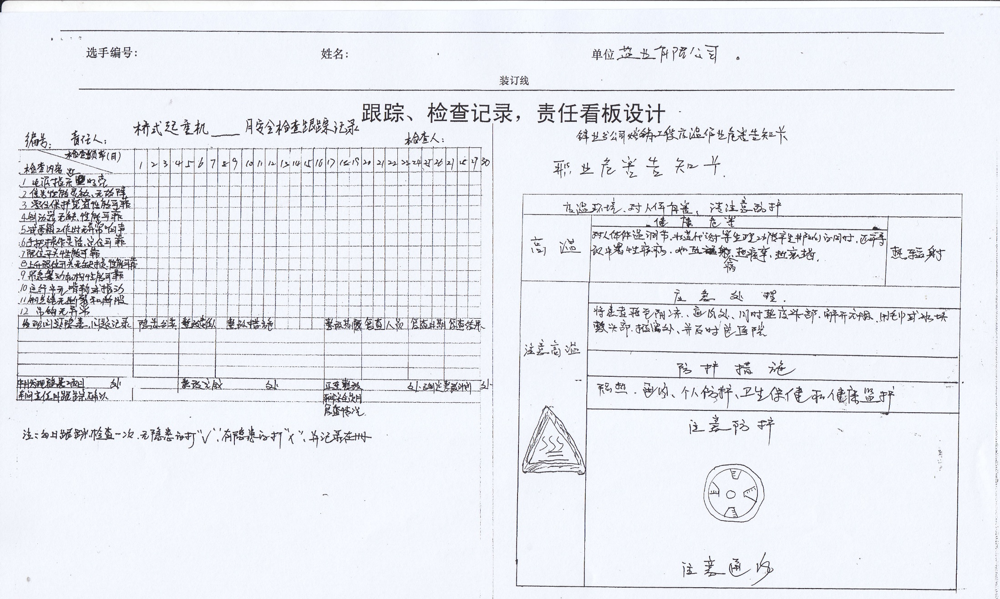 选手编号：
姓名：
单位 业有限公司。
装订线
跟踪、检查记录，责任看板设计
桥式起重机____月安全检查跟踪记录
编号： 责任人： 检查人：
检查频率(日)
检查内容
1 2 3 4 5 6 7 8 9 10 11 12 13 14 15 16 17 18 19 20 21 22 23 24 25 26 27 28 29 30
1 电源指示灯明亮
2 信号性能灵敏、无故障
3 零位保护装置性能可靠
4 制动器无缺、性能可靠
5 减速箱工作时无异常响声
6 手把操作灵活、定位可靠
7 限位开关性能可靠
8 上升限位开关无缺损、性能可靠
9 紧急制动机构性能可靠
10 运行中无啃轨或振动
11 钢丝绳无断丝和断股
12 吊钩无异常
发现问题隐患、问题记录 隐患分类 整改责任人 整改措施 整改期限 复查人员 复查日期 复查结果
本月发现隐患2项目 处 整改完成 处 正在整改 处 处
车间主任月跟踪确认 车间安全员月
复查情况
注：每日跟踪检查一次、无隐患的打"√"、有隐患的打"×"、并记录在册
锌业分公司熔铸工段高温作业危害告知卡
职业危害告知卡.
高温环境、对人体有害、请注意防护
高温
健康危害
对人体体温调节、水盐代谢等生理功能产生影响的同时、还可导
致中暑性疾病、如热射病、热痉挛、热衰竭.
热辐射
注意高温
应急处理.
将患者移至阴凉、通风处、同时垫高头部、解开衣服、用毛巾或冰块
敷头部、腋窝处、并及时送医院
防护措施
隔热、通风、个人防护、卫生保健和健康监护
注意防护
注意通风